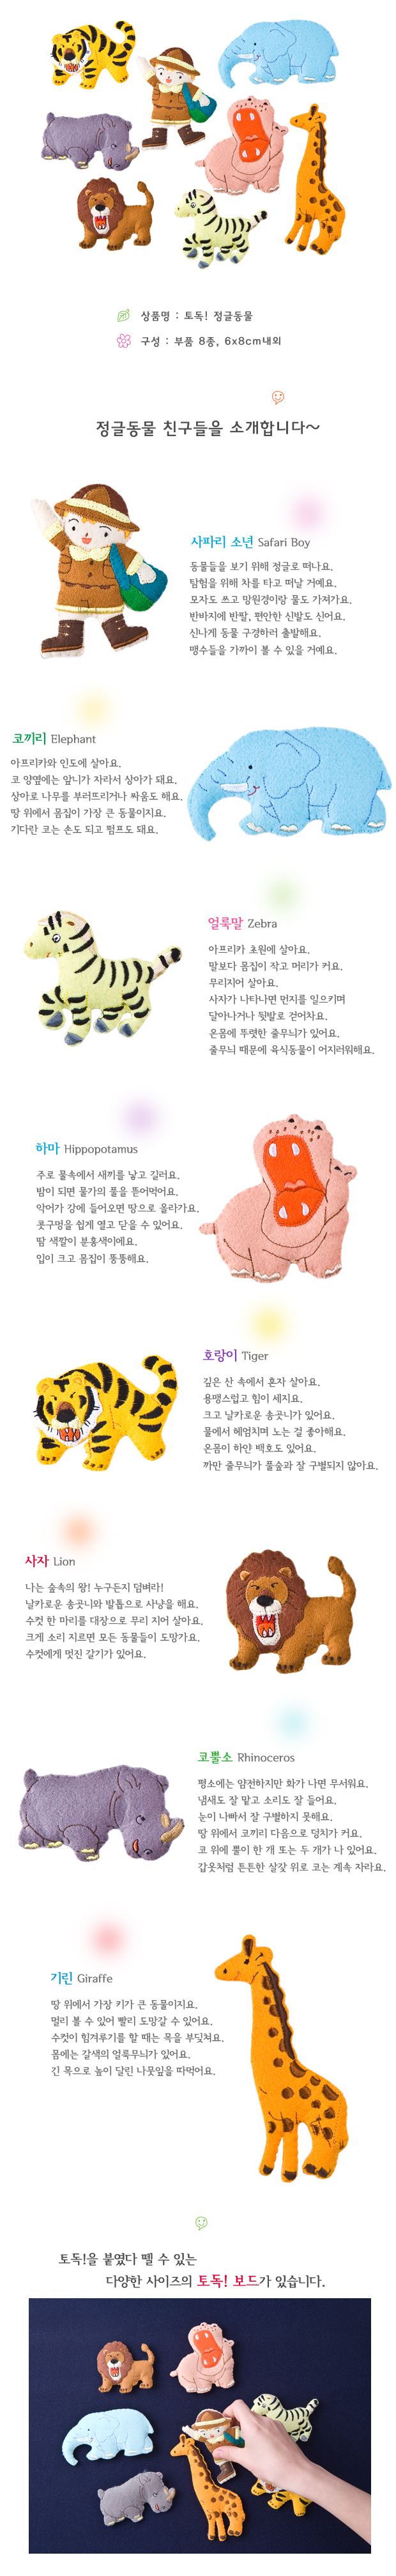 상품명 : 토독! 정글동물
구성 : 부품 8종, 6x8cm내외
정글동물 친구들을 소개합니다~
사파리 소년 Safari Boy
동물들을 보기 위해 정글로 떠나요.
탐험을 위해 차를 타고 떠날 거예요.
모자도 쓰고 망원경이랑 물도 가져가요.
반바지에 반팔, 편안한 신발도 신어요.
신나게 동물 구경하러 출발해요.
맹수들을 가까이 볼 수 있을 거예요.
코끼리 Elephant
아프리카와 인도에 살아요.
코 양옆에는 앞니가 자라서 상아가 돼요.
상아로 나무를 부러뜨리거나 싸움도 해요.
땅 위에서 몸집이 가장 큰 동물이지요.
기다란 코는 손도 되고 펌프도 돼요.
얼룩말 Zebra
아프리카 초원에 살아요.
말보다 몸집이 작고 머리가 커요.
무리지어 살아요.
사자가 나타나면 먼지를 일으키며
달아나거나 뒷발로 걷어차요.
온몸에 뚜렷한 줄무늬가 있어요.
줄무늬 때문에 육식동물이 어지러워해요.
하마 Hippopotamus
주로 물속에서 새끼를 낳고 길러요.
밤이 되면 물가의 풀을 뜯어먹어요.
악어가 강에 들어오면 땅으로 올라가요.
콧구멍을 쉽게 열고 닫을 수 있어요.
땀 색깔이 분홍색이에요.
입이 크고 몸집이 뚱뚱해요.
호랑이 Tiger
깊은 산 속에서 혼자 살아요.
용맹스럽고 힘이 세지요.
크고 날카로운 송곳니가 있어요.
물에서 헤엄치며 노는 걸 좋아해요.
온몸이 하얀 백호도 있어요.
까만 줄무늬가 풀숲과 잘 구별되지 않아요.
사자 Lion
나는 숲속의 왕! 누구든지 덤벼라!
날카로운 송곳니와 발톱으로 사냥을 해요.
수컷 한 마리를 대장으로 무리 지어 살아요.
크게 소리 지르면 모든 동물들이 도망가요.
수컷에게 멋진 갈기가 있어요.
코뿔소 Rhinoceros
평소에는 얌전하지만 화가 나면 무서워요.
냄새도 잘 맡고 소리도 잘 들어요.
눈이 나빠서 잘 구별하지 못해요.
땅 위에서 코끼리 다음으로 덩치가 커요.
코 위에 뿔이 한 개 또는 두 개가 나 있어요.
갑옷처럼 튼튼한 살갗 위로 코는 계속 자라요.
기린 Giraffe
땅 위에서 가장 키가 큰 동물이지요.
멀리 볼 수 있어 빨리 도망갈 수 있어요.
수컷이 힘겨루기를 할 때는 목을 부딪쳐요.
몸에는 갈색의 얼룩무늬가 있어요.
긴 목으로 높이 달린 나뭇잎을 따먹어요.
토독!을 붙였다 뗄 수 있는
다양한 사이즈의 토독! 보드가 있습니다.